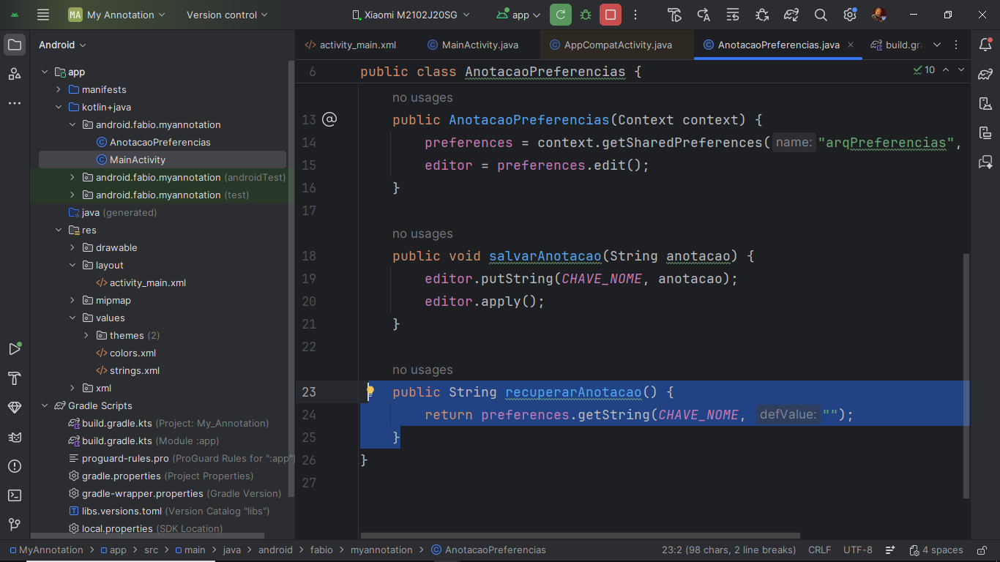 MA My Annotation Version control Xiaomi M2102J20SG app
Android
activity_main.xml MainActivity.java AppCompatActivity.java AnotacaoPreferencias.java build.gr
app
manifests
kotlin+java
android.fabio.myannotation
AnotacaoPreferencias
MainActivity
android.fabio.myannotation (androidTest)
android.fabio.myannotation (test)
java (generated)
res
drawable
layout
activity_main.xml
mipmap
values
themes (2)
colors.xml
strings.xml
xml
Gradle Scripts
build.gradle.kts (Project: My_Annotation)
build.gradle.kts (Module :app)
proguard-rules.pro (ProGuard Rules for ":app")
gradle.properties (Project Properties)
gradle-wrapper.properties (Gradle Version)
libs.versions.toml (Version Catalog "libs")
local.properties (SDK Location)
6 public class AnotacaoPreferencias { 10
no usages
13 @ public AnotacaoPreferencias(Context context) {
14 preferences = context.getSharedPreferences( name: "arqPreferencias",
15 editor = preferences.edit();
16 }
17
no usages
18 public void salvarAnotacao(String anotacao) {
19 editor.putString(CHAVE_NOME, anotacao);
20 editor.apply();
21 }
22
no usages
23 public String recuperarAnotacao() {
24 return preferences.getString(CHAVE_NOME, defValue: "");
25 }
26 }
27
MyAnnotation > app > src > main > java > android > fabio > myannotation > AnotacaoPreferencias 23:2 (98 chars, 2 line breaks) CRLF UTF-8 4 spaces